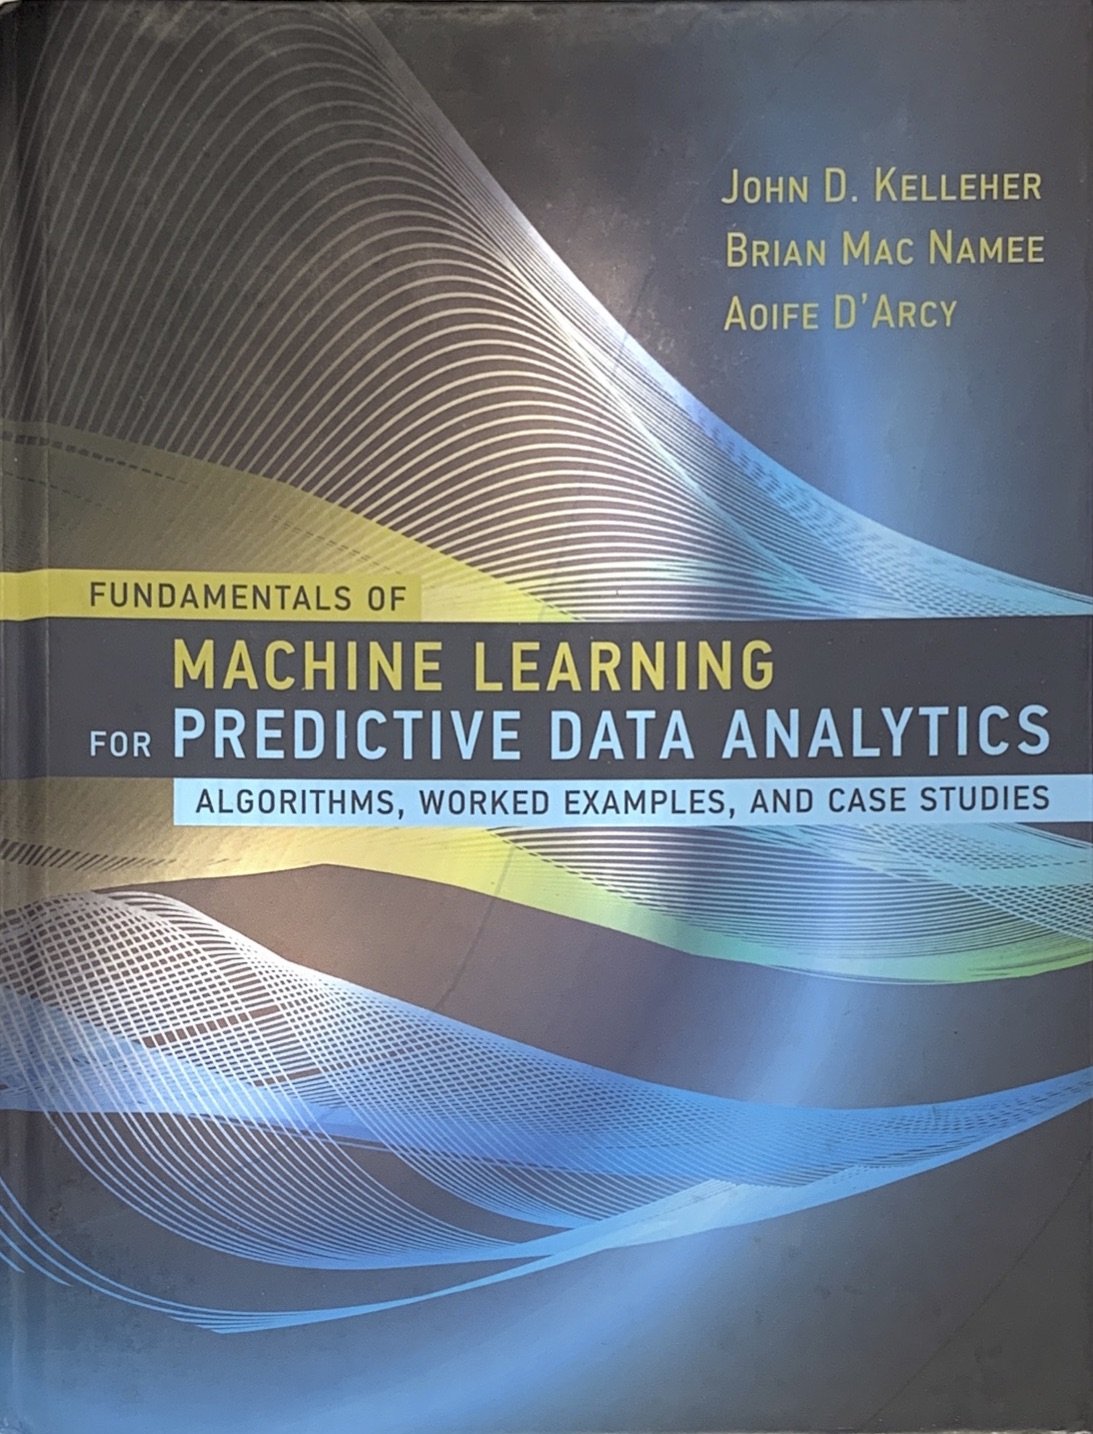 JOHN D. KELLEHER
BRIAN MAC NAMEE
AOIFE D'ARCY
FUNDAMENTALS OF
MACHINE LEARNING
FOR PREDICTIVE DATA ANALYTICS
ALGORITHMS, WORKED EXAMPLES, AND CASE STUDIES